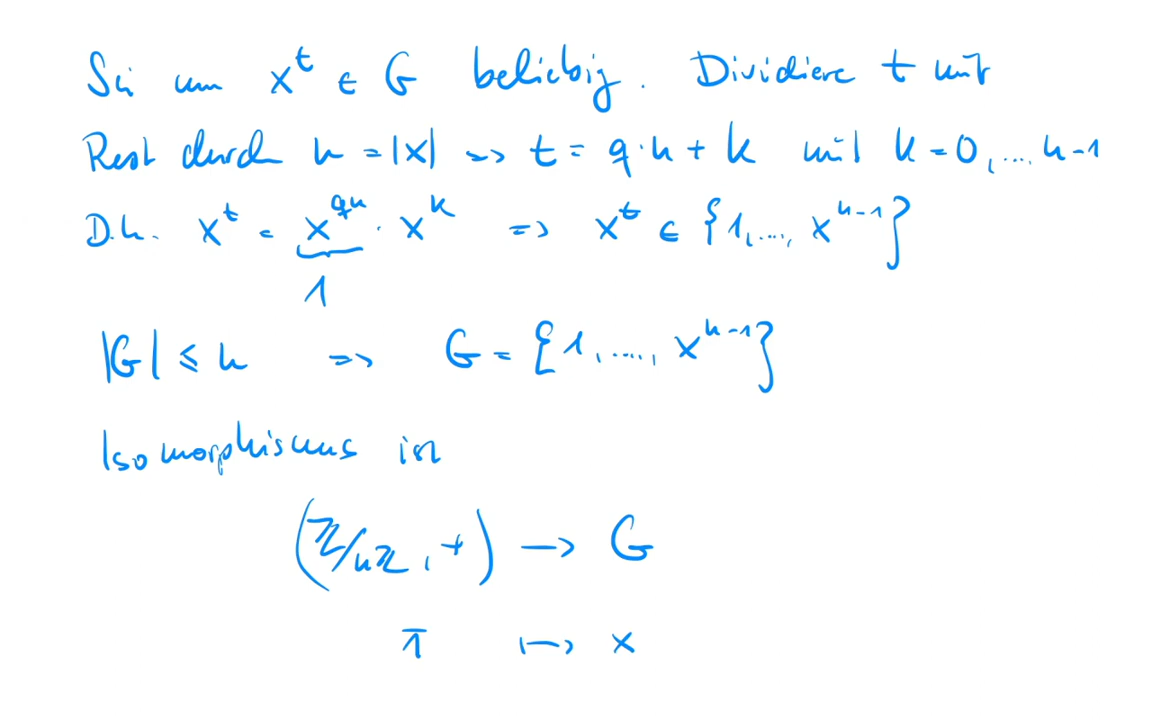 Sei nun x^t ∈ G beliebig. Dividiere t mit
Rest durch n = |x| ⇝ t = q·n + k mit k = 0, ... n-1
D.h. x^t = x^{qn} · x^k => x^t ∈ {1, ..., x^{n-1}}
1
|G| ≤ n => G = {1, ....., x^{n-1}}
Isomorphismus ist
(ℤ/nℤ, +) → G
1̄ ↦ x